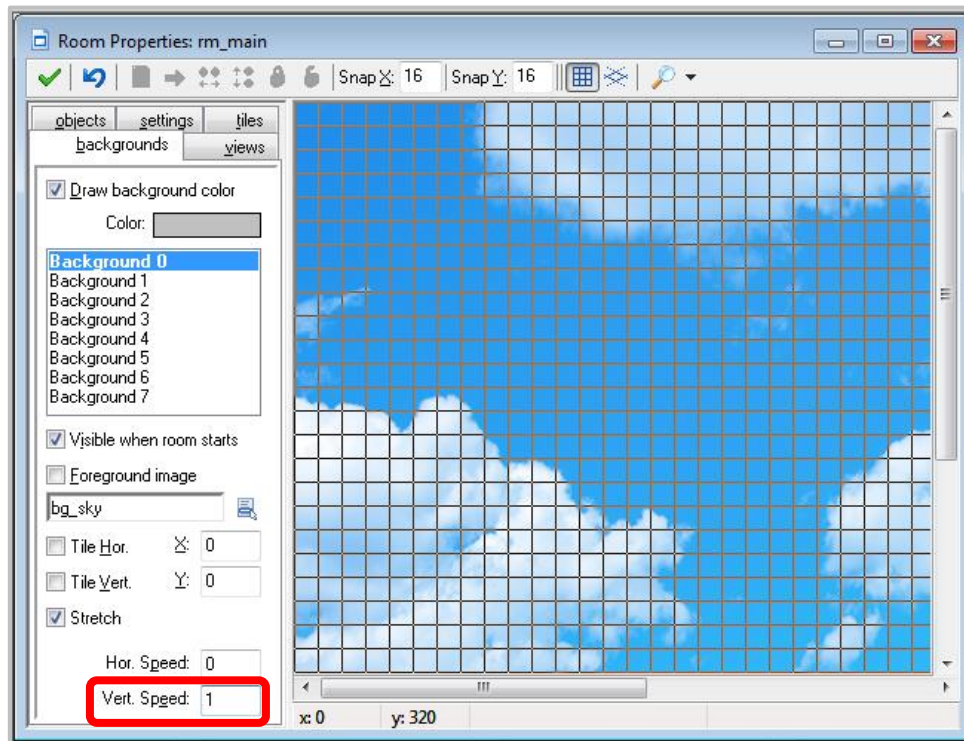 Room Properties: rm_main
Snap X: 16 Snap Y: 16
objects settings tiles
backgrounds views
Draw background color
Color:
Background 0
Background 1
Background 2
Background 3
Background 4
Background 5
Background 6
Background 7
Visible when room starts
Foreground image
bg_sky
Tile Hor. X: 0
Tile Vert. Y: 0
Stretch
Hor. Speed: 0
Vert. Speed: 1
x: 0 y: 320